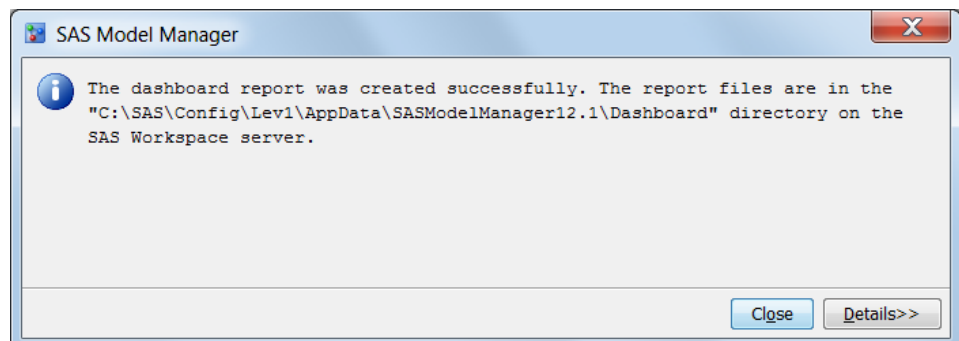 SAS Model Manager
X
The dashboard report was created successfully. The report files are in the
"C:\SAS\Config\Lev1\AppData\SASModelManager12.1\Dashboard" directory on the
SAS Workspace server.
Close
Details>>